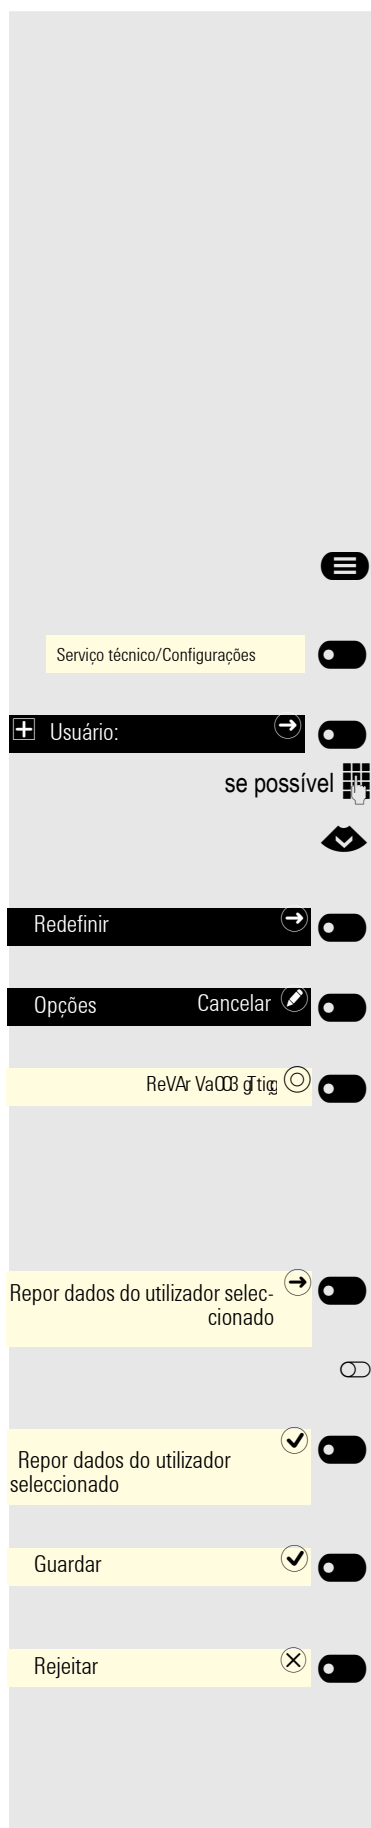 Serviço técnico/Configurações
Usuário:
se possível
Redefinir
Opções Cancelar
Repor dados do utilizador selec-
cionado
Repor dados do utilizador
seleccionado
Guardar
Rejeitar